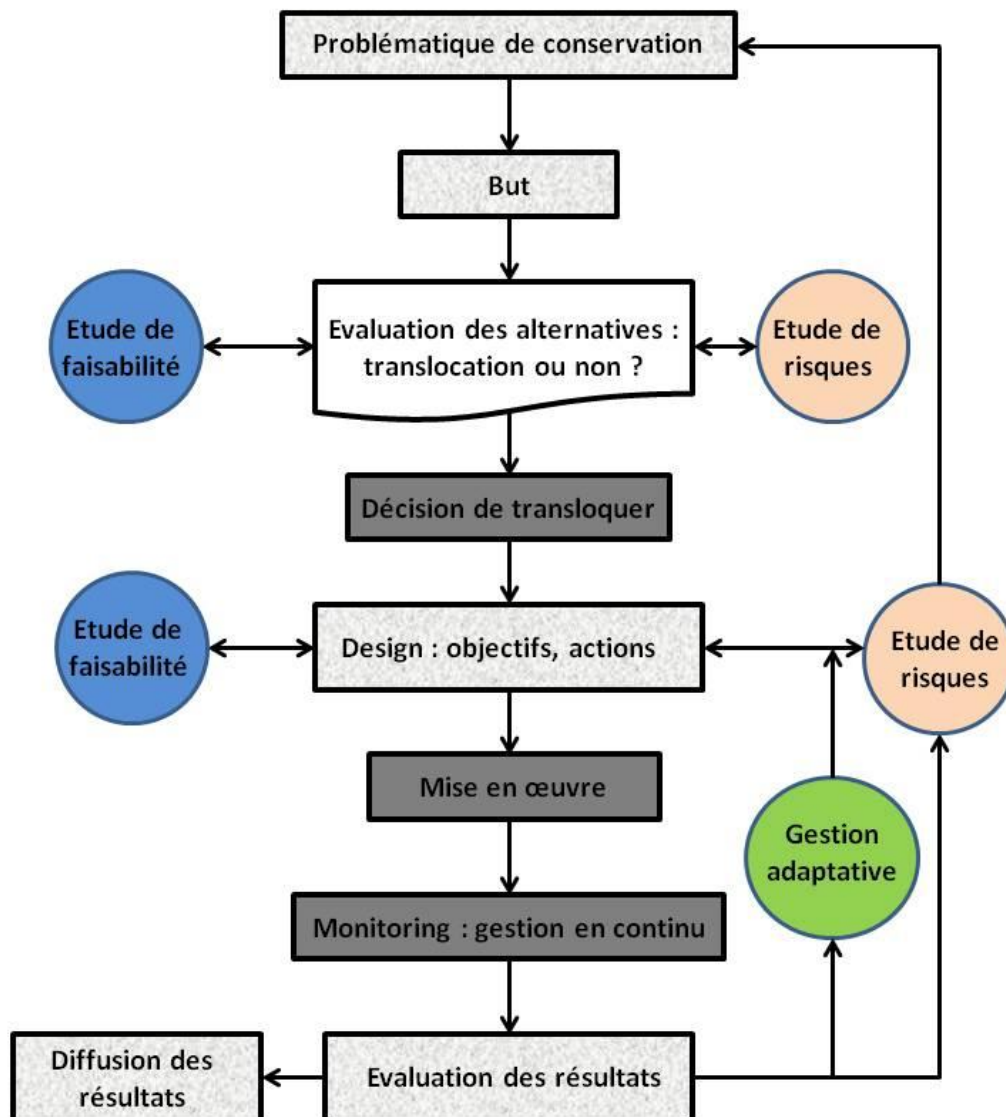 Problématique de conservation
But
Etude de
faisabilité
Evaluation des alternatives :
translocation ou non ?
Etude de
risques
Décision de transloquer
Etude de
faisabilité
Design : objectifs, actions
Etude de
risques
Mise en œuvre
Gestion
adaptative
Monitoring : gestion en continu
Diffusion des
résultats
Evaluation des résultats